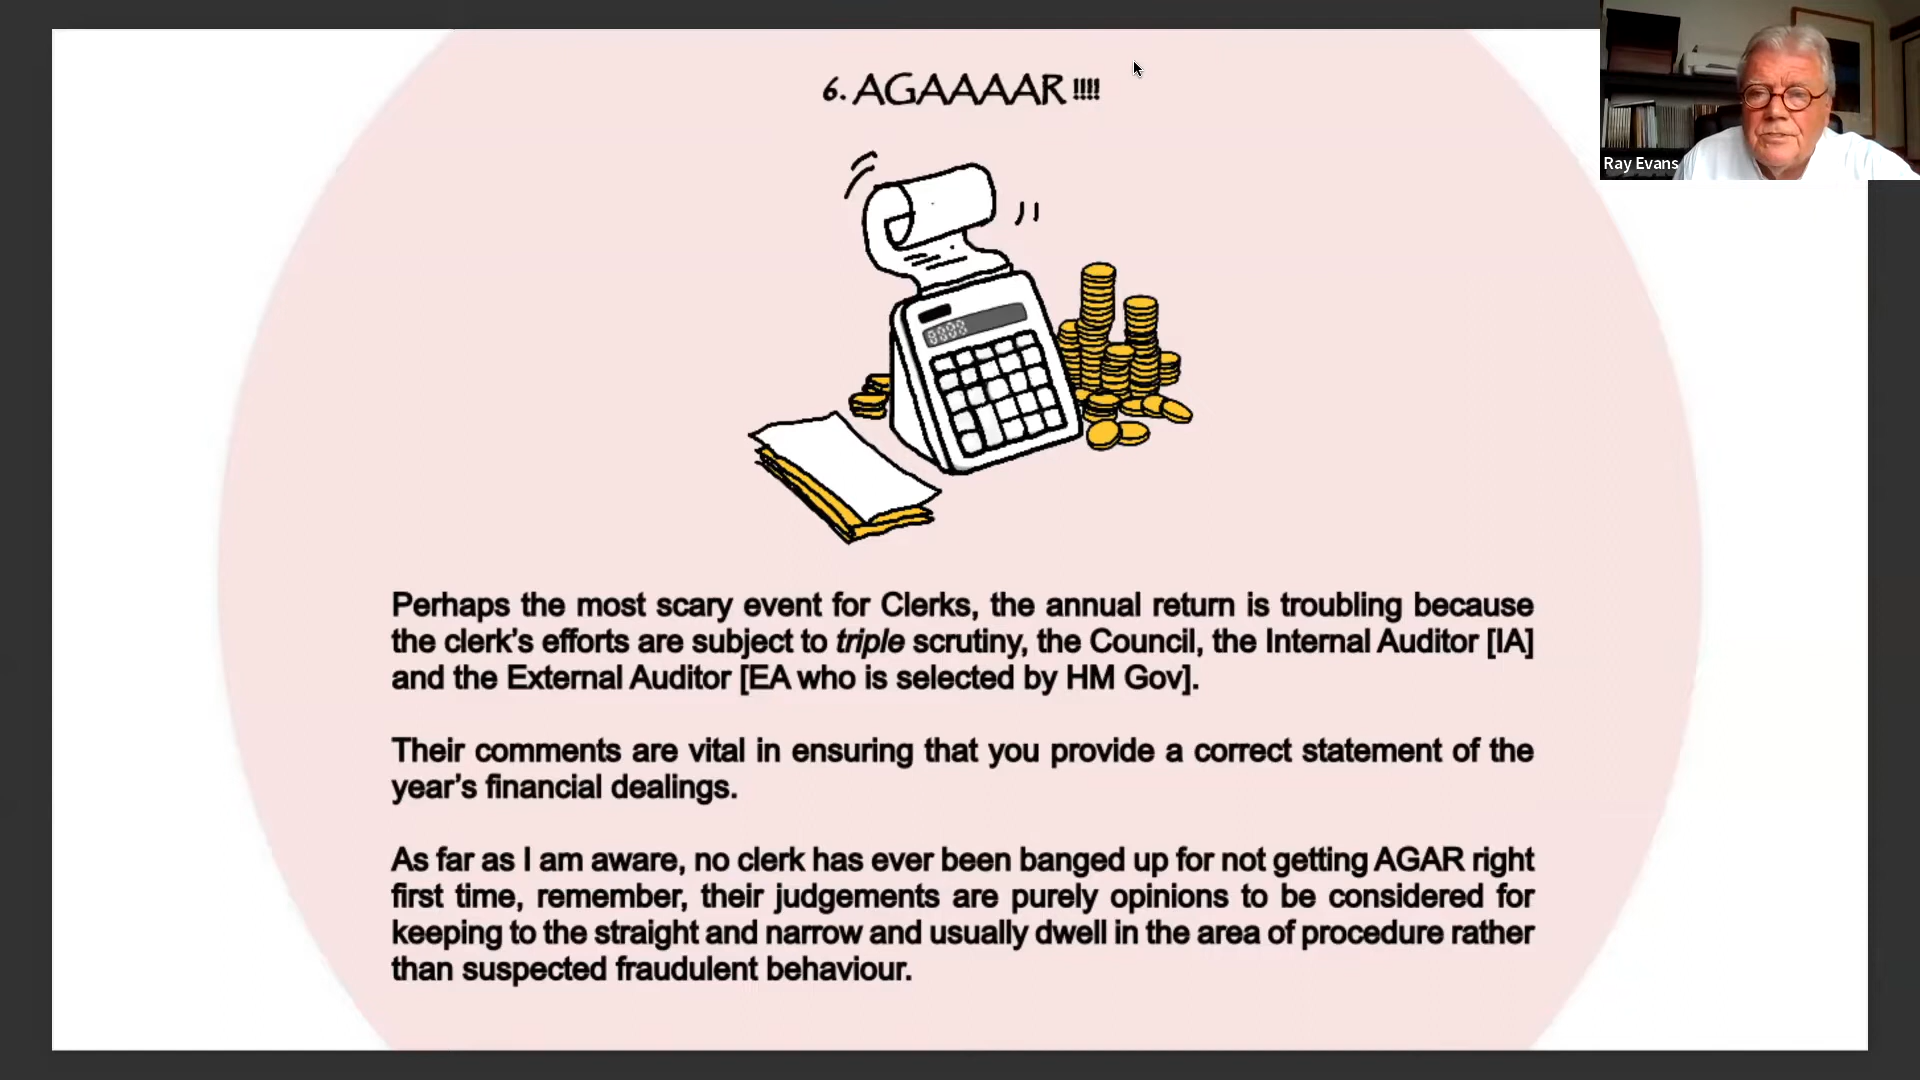 6. AGAAAAR !!!!
Ray Evans
Perhaps the most scary event for Clerks, the annual return is troubling because
the clerk’s efforts are subject to triple scrutiny, the Council, the Internal Auditor [IA]
and the External Auditor [EA who is selected by HM Gov].
Their comments are vital in ensuring that you provide a correct statement of the
year’s financial dealings.
As far as I am aware, no clerk has ever been banged up for not getting AGAR right
first time, remember, their judgements are purely opinions to be considered for
keeping to the straight and narrow and usually dwell in the area of procedure rather
than suspected fraudulent behaviour.